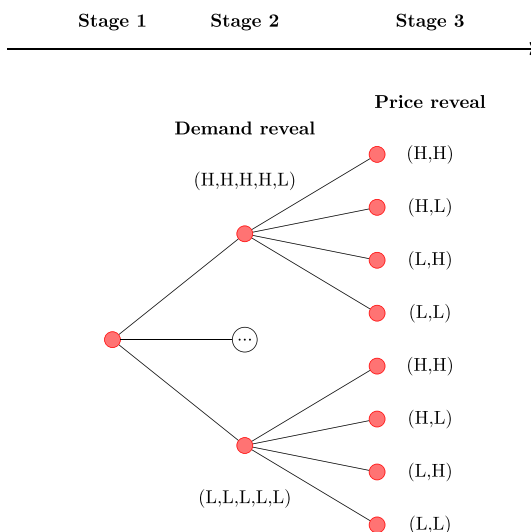 Stage 1 Stage 2 Stage 3
Price reveal
Demand reveal
(H,H)
(H,H,H,H,L)
(H,L)
(L,H)
(L,L)
...
(H,H)
(H,L)
(L,H)
(L,L,L,L,L)
(L,L)